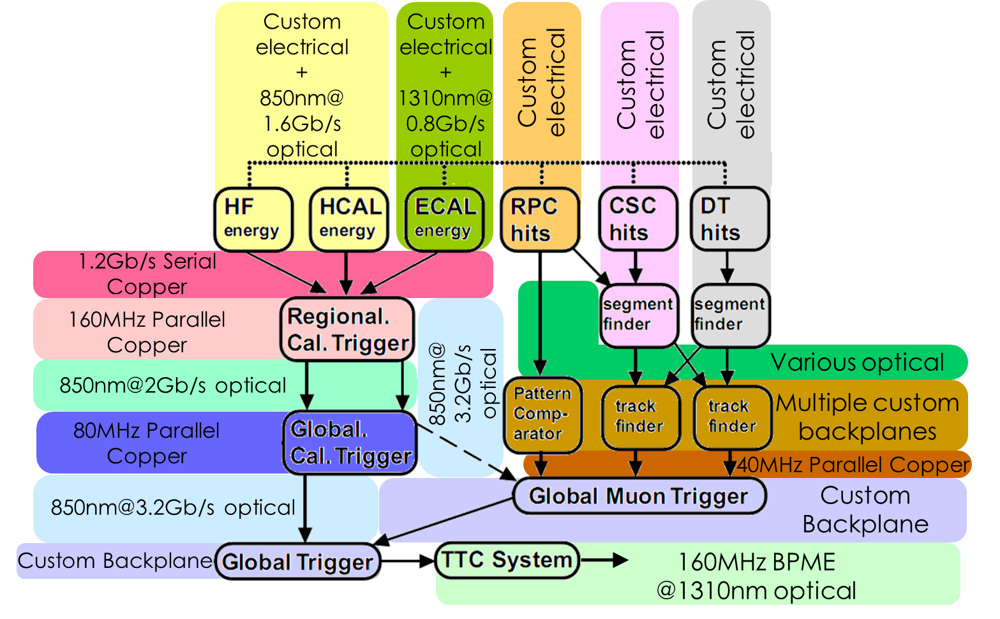 Custom
electrical
+
850nm@
1.6Gb/s
optical
Custom
electrical
+
1310nm@
0.8Gb/s
optical
Custom
electrical
Custom
electrical
Custom
electrical
HF
energy
HCAL
energy
ECAL
energy
RPC
hits
CSC
hits
DT
hits
1.2Gb/s Serial
Copper
160MHz Parallel
Copper
Regional.
Cal. Trigger
850nm@
3.2Gb/s
optical
segment
finder
segment
finder
Various optical
850nm@2Gb/s optical
Pattern
Comp-
arator
track
finder
track
finder
Multiple custom
backplanes
80MHz Parallel
Copper
Global.
Cal. Trigger
40MHz Parallel Copper
850nm@3.2Gb/s optical
Global Muon Trigger
Custom
Backplane
Custom Backplane
Global Trigger
TTC System
160MHz BPME
@1310nm optical